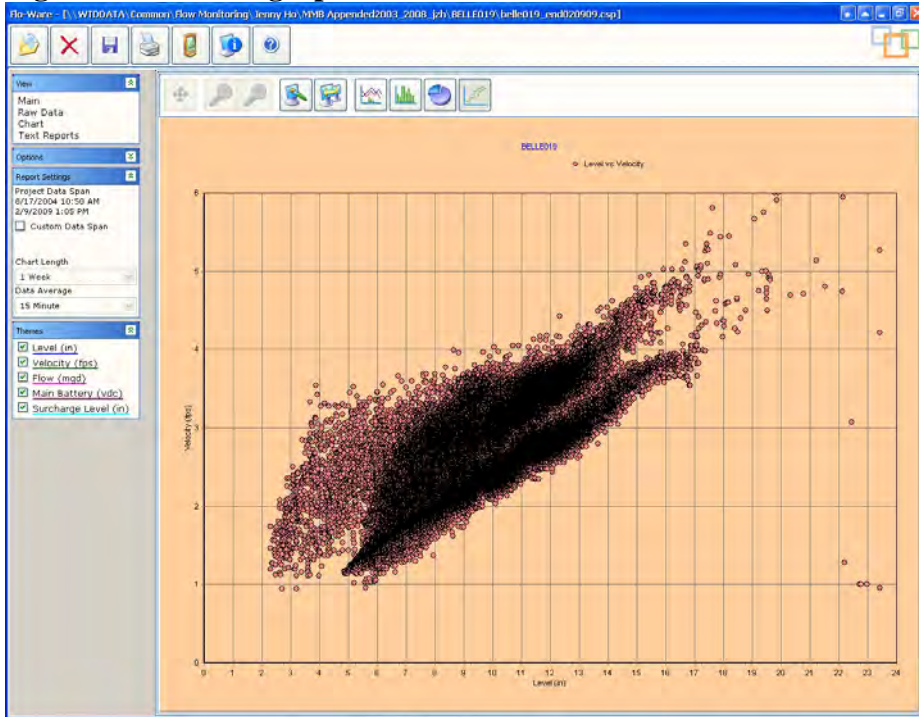 Flo-Ware - [\\WTDDATA\Common\Flow Monitoring\Jenny Ho\MMB Appended2003_2008_jzh\BELLE019\belle019_end020909.csp]
View
Main
Raw Data
Chart
Text Reports
Options
Report Settings
Project Data Span
6/17/2004 10:50 AM
2/9/2009 1:05 PM
Custom Data Span
Chart Length
1 Week
Data Average
15 Minute
Themes
Level (in)
Velocity (fps)
Flow (mgd)
Main Battery (vdc)
Surcharge Level (in)
BELLE019
Level vs Velocity
6
5
4
3
2
1
0
Velocity (fps)
0 1 2 3 4 5 6 7 8 9 10 11 12 13 14 15 16 17 18 19 20 21 22 23 24
Level (in)